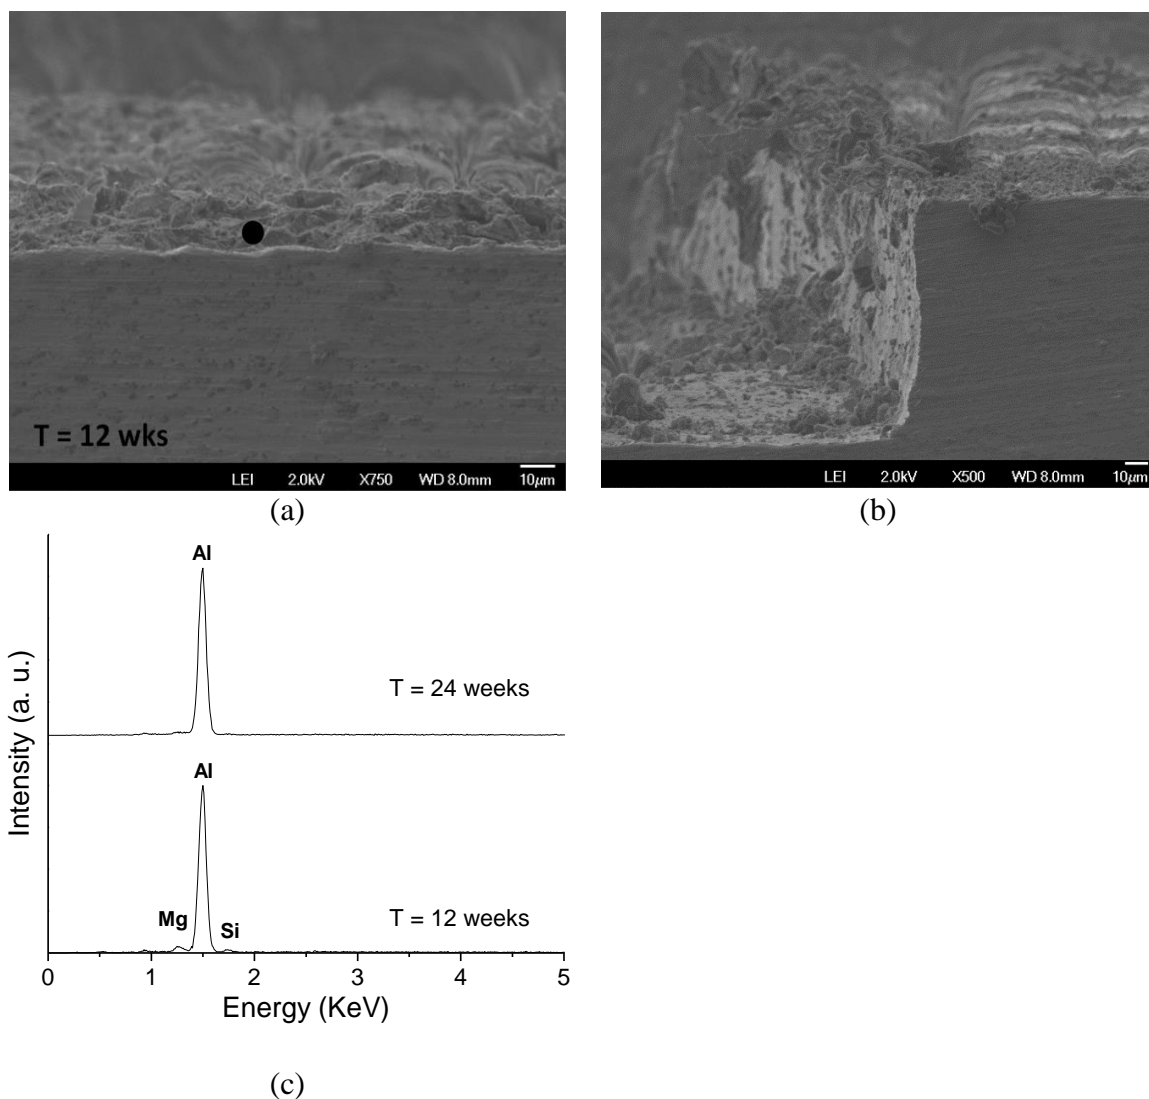 T = 12 wks
LEI 2.0kV X750 WD 8.0mm 10µm
LEI 2.0kV X500 WD 8.0mm 10µm
(a)
(b)
Al
T = 24 weeks
Al
Mg
Si
T = 12 weeks
Intensity (a. u.)
0 1 2 3 4 5
Energy (KeV)
(c)